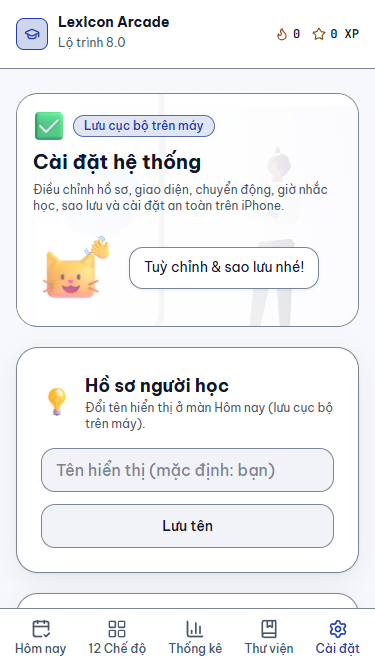 Lexicon Arcade
Lộ trình 8.0
0
0 XP
Lưu cục bộ trên máy
Cài đặt hệ thống
Điều chỉnh hồ sơ, giao diện, chuyển động, giờ nhắc
học, sao lưu và cài đặt an toàn trên iPhone.
Tuỳ chỉnh & sao lưu nhé!
Hồ sơ người học
Đổi tên hiển thị ở màn Hôm nay (lưu cục bộ
trên máy).
Tên hiển thị (mặc định: bạn)
Lưu tên
Hôm nay
12 Chế độ
Thống kê
Thư viện
Cài đặt